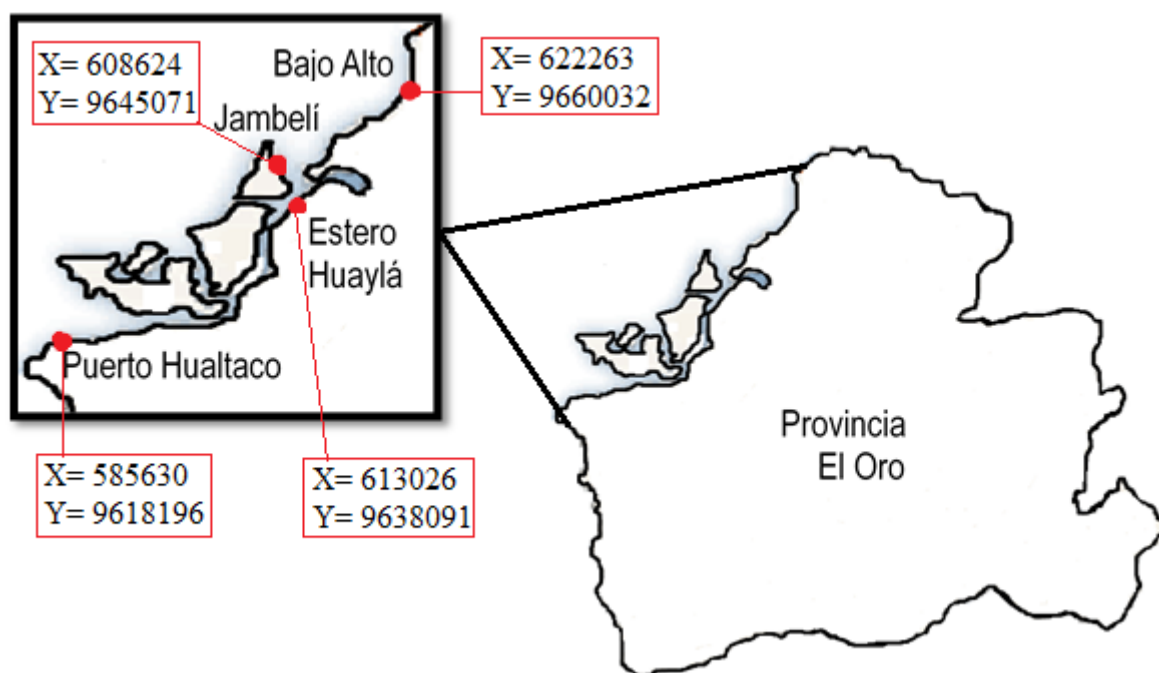 X= 608624
Y= 9645071
Bajo Alto
X= 622263
Y= 9660032
Jambelí
Estero
Huaylá
Puerto Hualtaco
X= 585630
Y= 9618196
X= 613026
Y= 9638091
Provincia
El Oro